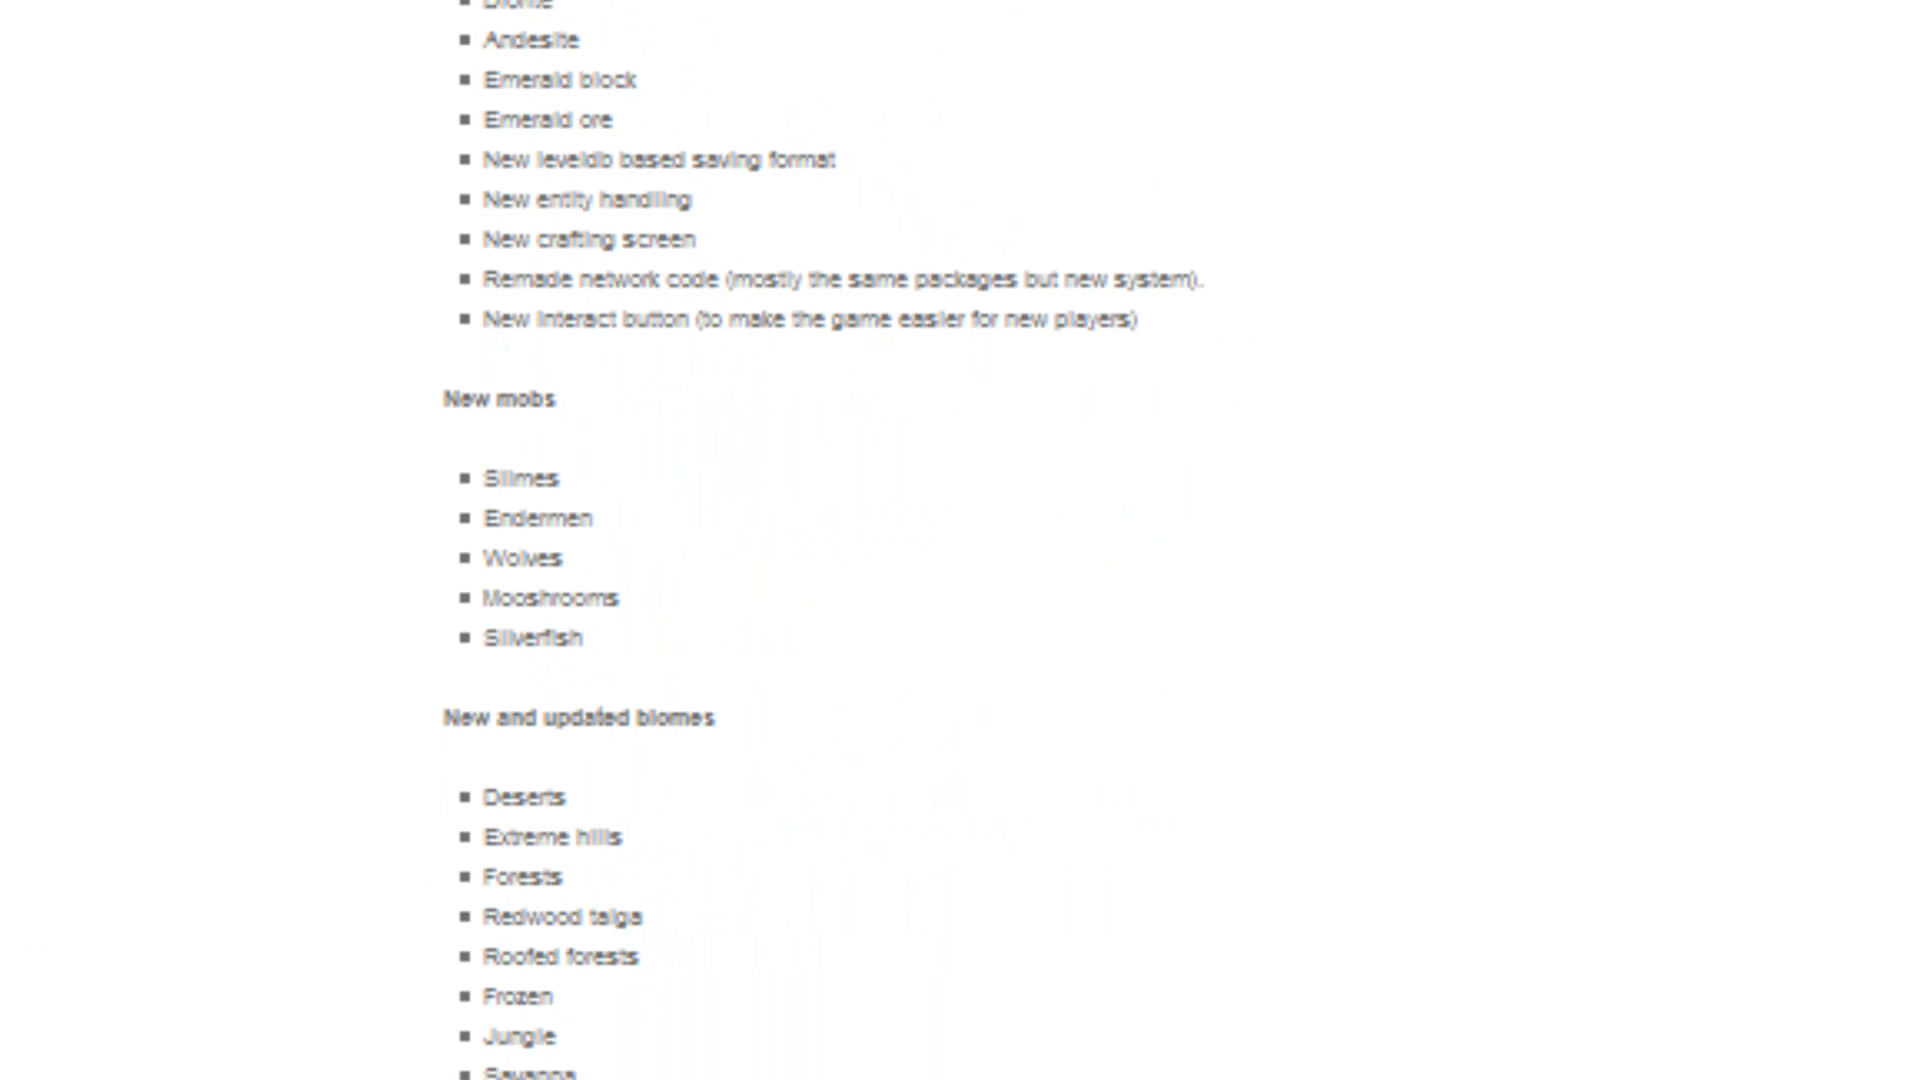 Diorite
Andesite
Emerald block
Emerald ore
New leveldb based saving format
New entity handling
New crafting screen
Remade network code (mostly the same packages but new system).
New interact button (to make the game easier for new players)
New mobs
Slimes
Endermen
Wolves
Mooshrooms
Silverfish
New and updated biomes
Deserts
Extreme hills
Forests
Redwood taiga
Roofed forests
Frozen
Jungle
Savanna